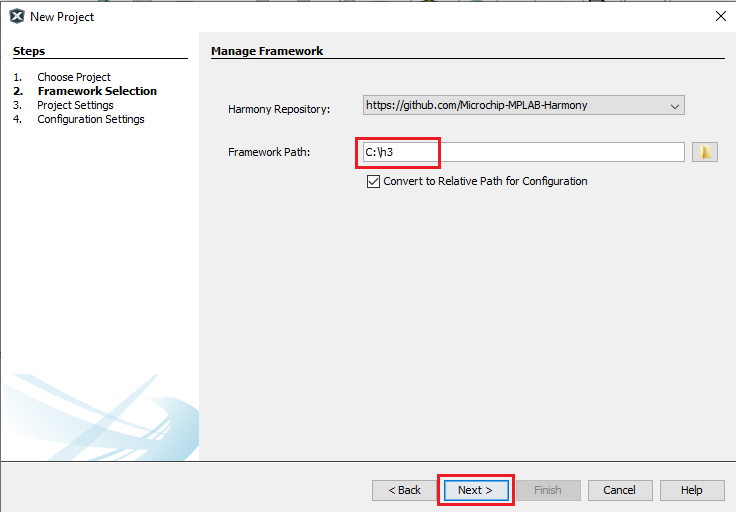 New Project
Steps
1. Choose Project
2. Framework Selection
3. Project Settings
4. Configuration Settings
Manage Framework
Harmony Repository: https://github.com/Microchip-MPLAB-Harmony
Framework Path: C:\h3
Convert to Relative Path for Configuration
< Back Next > Finish Cancel Help